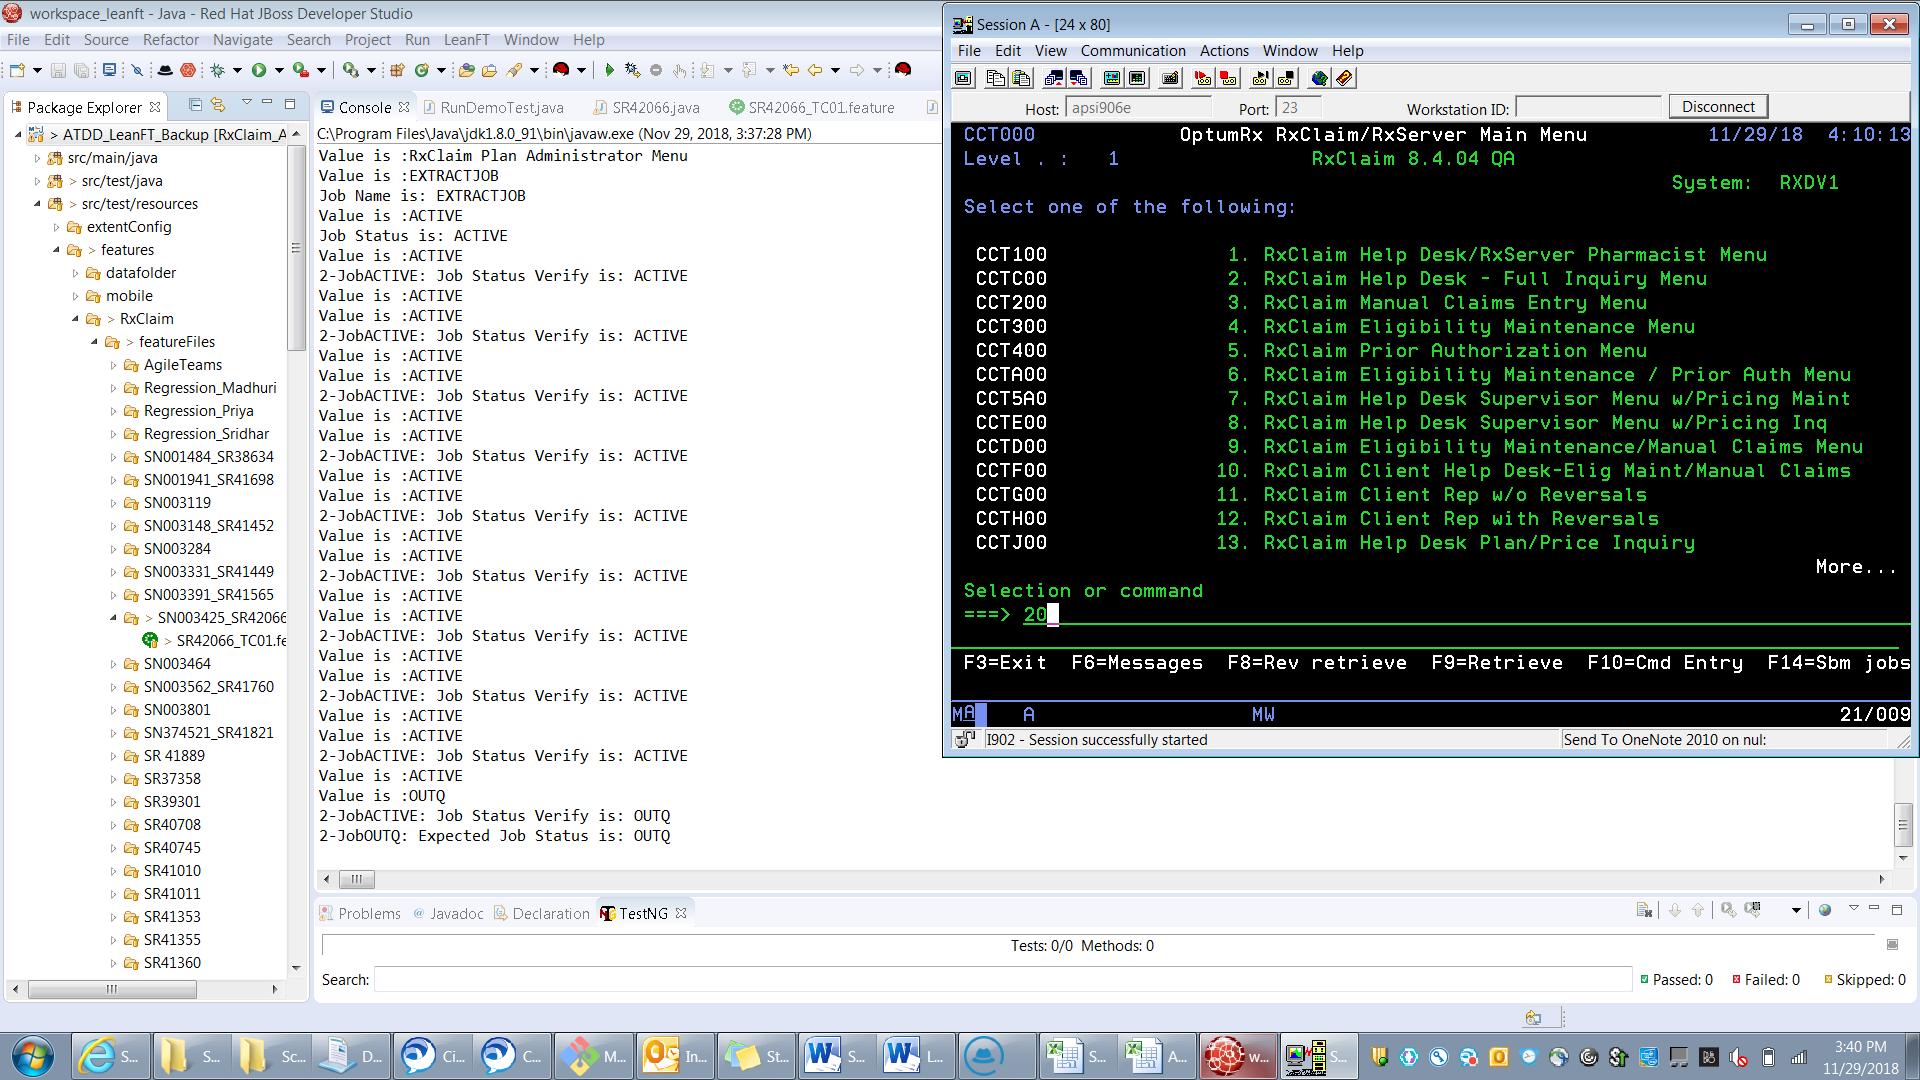 workspace_leanft - Java - Red Hat JBoss Developer Studio
File Edit Source Refactor Navigate Search Project Run LeanFT Window Help
Package Explorer
> ATDD_LeanFT_Backup [RxClaim_A
src/main/java
> src/test/java
> src/test/resources
extentConfig
> features
datafolder
mobile
> RxClaim
> featureFiles
AgileTeams
Regression_Madhuri
Regression_Priya
Regression_Sridhar
SN001484_SR38634
SN001941_SR41698
SN003119
SN003148_SR41452
SN003284
SN003331_SR41449
SN003391_SR41565
> SN003425_SR42066
> SR42066_TC01.fe
SN003464
SN003562_SR41760
SN003801
SN374521_SR41821
SR 41889
SR37358
SR39301
SR40708
SR40745
SR41010
SR41011
SR41353
SR41355
SR41360
Console RunDemoTest.java SR42066.java SR42066_TC01.feature
C:\Program Files\Java\jdk1.8.0_91\bin\javaw.exe (Nov 29, 2018, 3:37:28 PM)
Value is :RxClaim Plan Administrator Menu
Value is :EXTRACTJOB
Job Name is: EXTRACTJOB
Value is :ACTIVE
Job Status is: ACTIVE
Value is :ACTIVE
2-JobACTIVE: Job Status Verify is: ACTIVE
Value is :ACTIVE
Value is :ACTIVE
2-JobACTIVE: Job Status Verify is: ACTIVE
Value is :ACTIVE
Value is :ACTIVE
2-JobACTIVE: Job Status Verify is: ACTIVE
Value is :ACTIVE
Value is :ACTIVE
2-JobACTIVE: Job Status Verify is: ACTIVE
Value is :ACTIVE
Value is :ACTIVE
2-JobACTIVE: Job Status Verify is: ACTIVE
Value is :ACTIVE
Value is :ACTIVE
2-JobACTIVE: Job Status Verify is: ACTIVE
Value is :ACTIVE
Value is :ACTIVE
2-JobACTIVE: Job Status Verify is: ACTIVE
Value is :ACTIVE
Value is :ACTIVE
2-JobACTIVE: Job Status Verify is: ACTIVE
Value is :ACTIVE
Value is :ACTIVE
2-JobACTIVE: Job Status Verify is: ACTIVE
Value is :ACTIVE
Value is :OUTQ
2-JobACTIVE: Job Status Verify is: OUTQ
2-JobOUTQ: Expected Job Status is: OUTQ
Session A - [24 x 80]
File Edit View Communication Actions Window Help
Host: apsi906e Port: 23 Workstation ID: Disconnect
CCT000 OptumRx RxClaim/RxServer Main Menu 11/29/18 4:10:13
Level . : 1 RxClaim 8.4.04 QA
System: RXDV1
Select one of the following:
CCT100 1. RxClaim Help Desk/RxServer Pharmacist Menu
CCTC00 2. RxClaim Help Desk - Full Inquiry Menu
CCT200 3. RxClaim Manual Claims Entry Menu
CCT300 4. RxClaim Eligibility Maintenance Menu
CCT400 5. RxClaim Prior Authorization Menu
CCTA00 6. RxClaim Eligibility Maintenance / Prior Auth Menu
CCT5A0 7. RxClaim Help Desk Supervisor Menu w/Pricing Maint
CCTE00 8. RxClaim Help Desk Supervisor Menu w/Pricing Inq
CCTD00 9. RxClaim Eligibility Maintenance/Manual Claims Menu
CCTF00 10. RxClaim Client Help Desk-Elig Maint/Manual Claims
CCTG00 11. RxClaim Client Rep w/o Reversals
CCTH00 12. RxClaim Client Rep with Reversals
CCTJ00 13. RxClaim Help Desk Plan/Price Inquiry
More...
Selection or command
===> 20
F3=Exit F6=Messages F8=Rev retrieve F9=Retrieve F10=Cmd Entry F14=Sbm jobs
MA A MW 21/009
I902 - Session successfully started Send To OneNote 2010 on nul:
Problems @ Javadoc Declaration TestNG
Tests: 0/0 Methods: 0
Search: Passed: 0 Failed: 0 Skipped: 0
S... S... Sc... D... Ci... C... M... In... St... S... L... S... A... w... S...
3:40 PM
11/29/2018